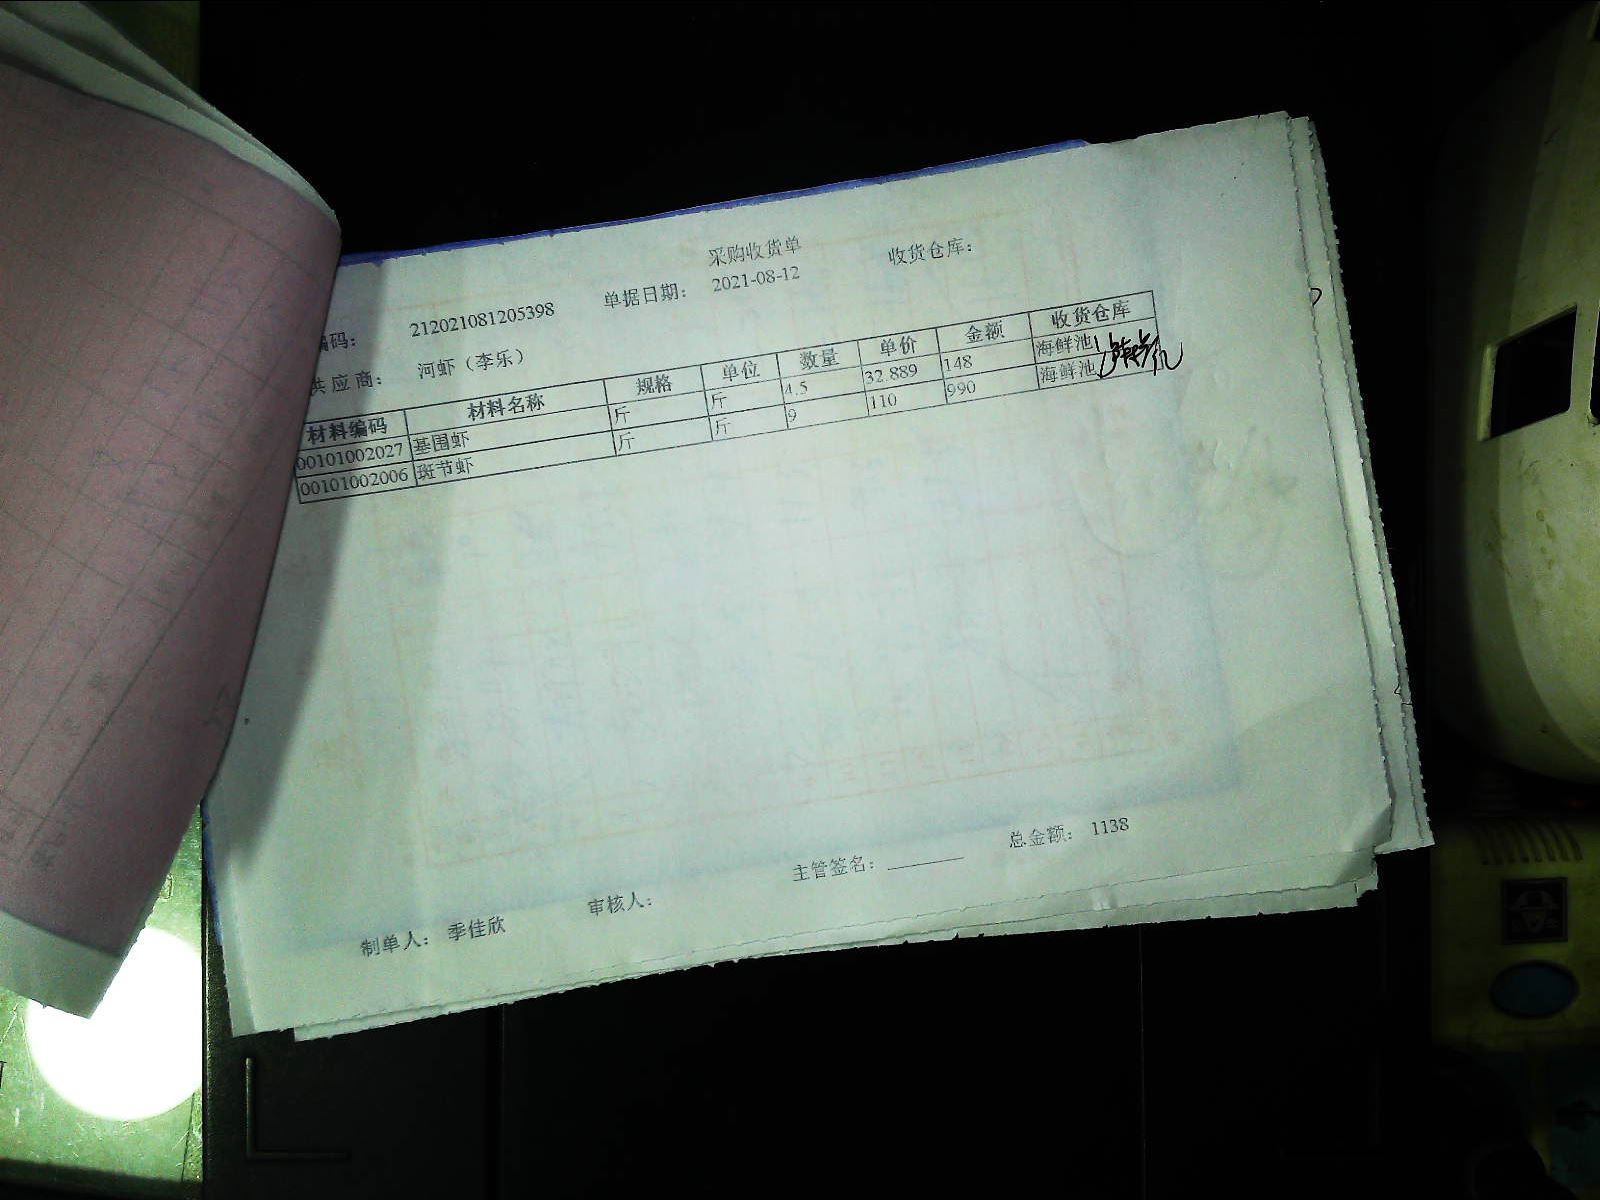 采购收货单
编码： 212021081205398 单据日期： 2021-08-12 收货仓库：
供应商： 河虾（李乐）
材料编码 材料名称 规格 单位 数量 单价 金额 收货仓库
00101002027 基围虾 斤 斤 4.5 32.889 148 海鲜池
00101002006 斑节虾 斤 斤 9 110 990 海鲜池
主管签名： 总金额： 1138
制单人： 季佳欣 审核人：